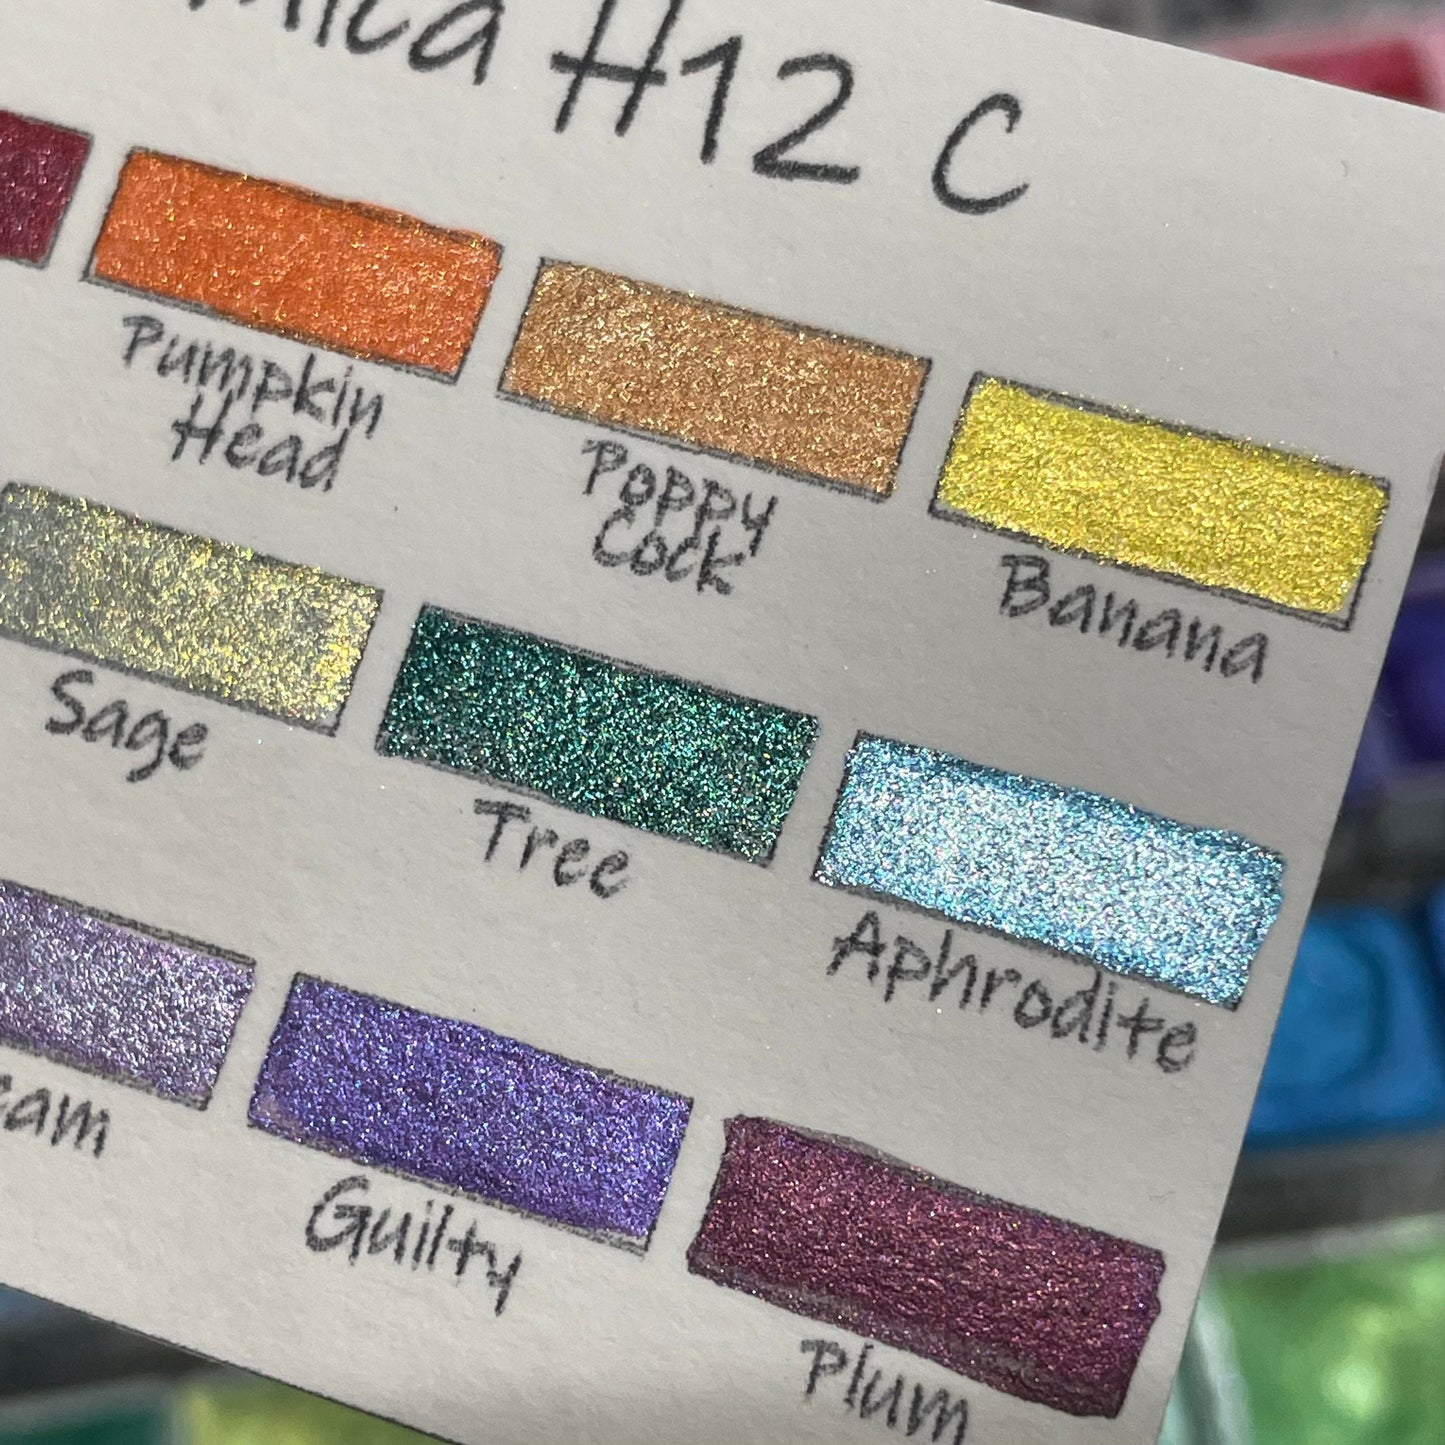 H12 C
Pumpkin
Head
Poppy
Cock
Banana
Sage
Tree
Aphrodite
Guilty
Plum